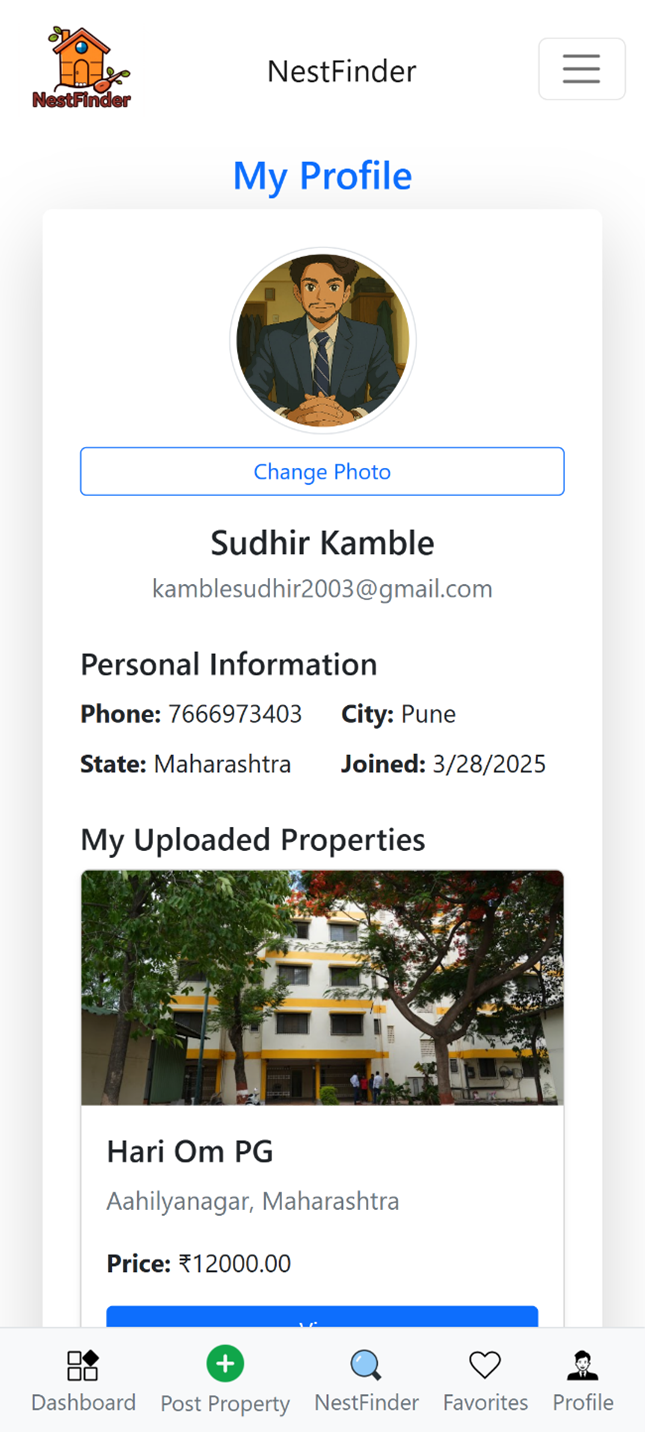 NestFinder
NestFinder
My Profile
Change Photo
Sudhir Kamble
kamblesudhir2003@gmail.com
Personal Information
Phone: 7666973403 City: Pune
State: Maharashtra Joined: 3/28/2025
My Uploaded Properties
Hari Om PG
Aahilyanagar, Maharashtra
Price: ₹12000.00
Dashboard Post Property NestFinder Favorites Profile